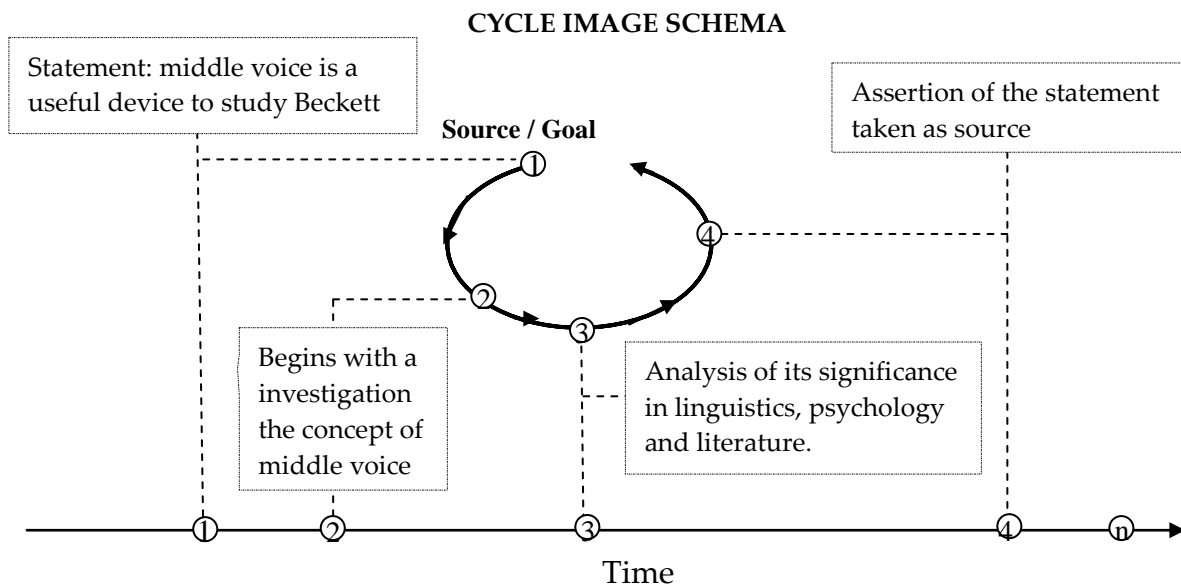 CYCLE IMAGE SCHEMA
Statement: middle voice is a
useful device to study Beckett
Assertion of the statement
taken as source
Source / Goal
1
4
2
3
Begins with a
investigation
the concept of
middle voice
Analysis of its significance
in linguistics, psychology
and literature.
1
2
3
4
n
Time